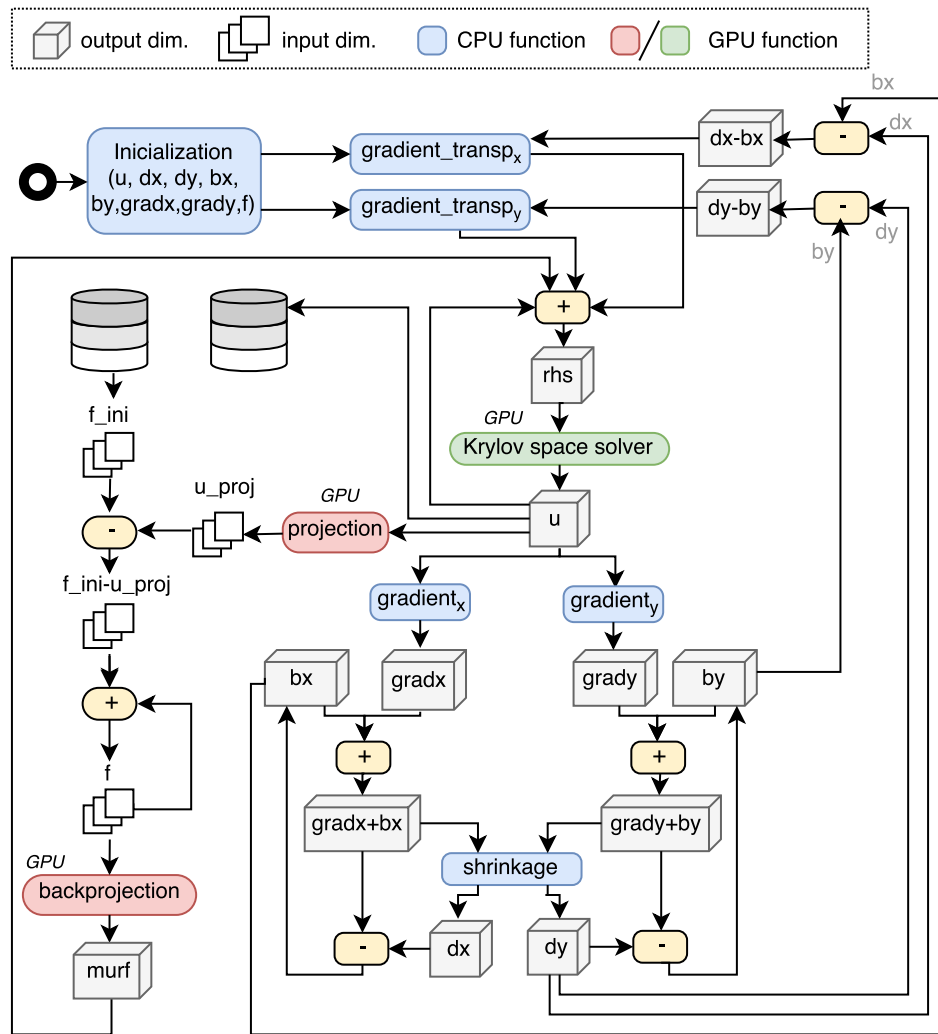 output dim.
input dim.
CPU function
/
GPU function
bx
dx
dx-bx
-
Inicialization
(u, dx, dy, bx,
by,gradx,grady,f)
gradient_transpx
gradient_transpy
dy-by
-
dy
by
+
rhs
GPU
Krylov space solver
f_ini
u_proj
GPU
projection
u
-
f_ini-u_proj
gradientx
gradienty
bx
gradx
grady
by
+
+
+
f
gradx+bx
grady+by
GPU
shrinkage
backprojection
-
dx
dy
-
murf